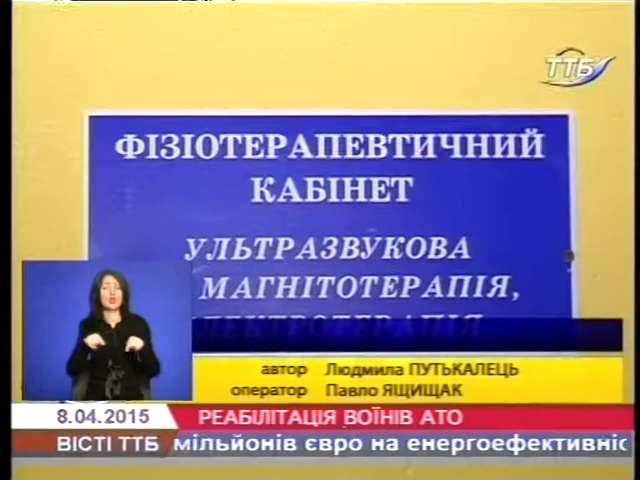 ТТБ
ФІЗІОТЕРАПЕВТИЧНИЙ
КАБІНЕТ
УЛЬТРАЗВУКОВА
МАГНІТОТЕРАПІЯ,
ЕЛЕКТРОТЕРАПІЯ
автор Людмила ПУТЬКАЛЕЦЬ
оператор Павло ЯЩИЩАК
8.04.2015 РЕАБІЛІТАЦІЯ ВОЇНІВ АТО
ВІСТІ ТТБ мільйонів євро на енергоефективніс